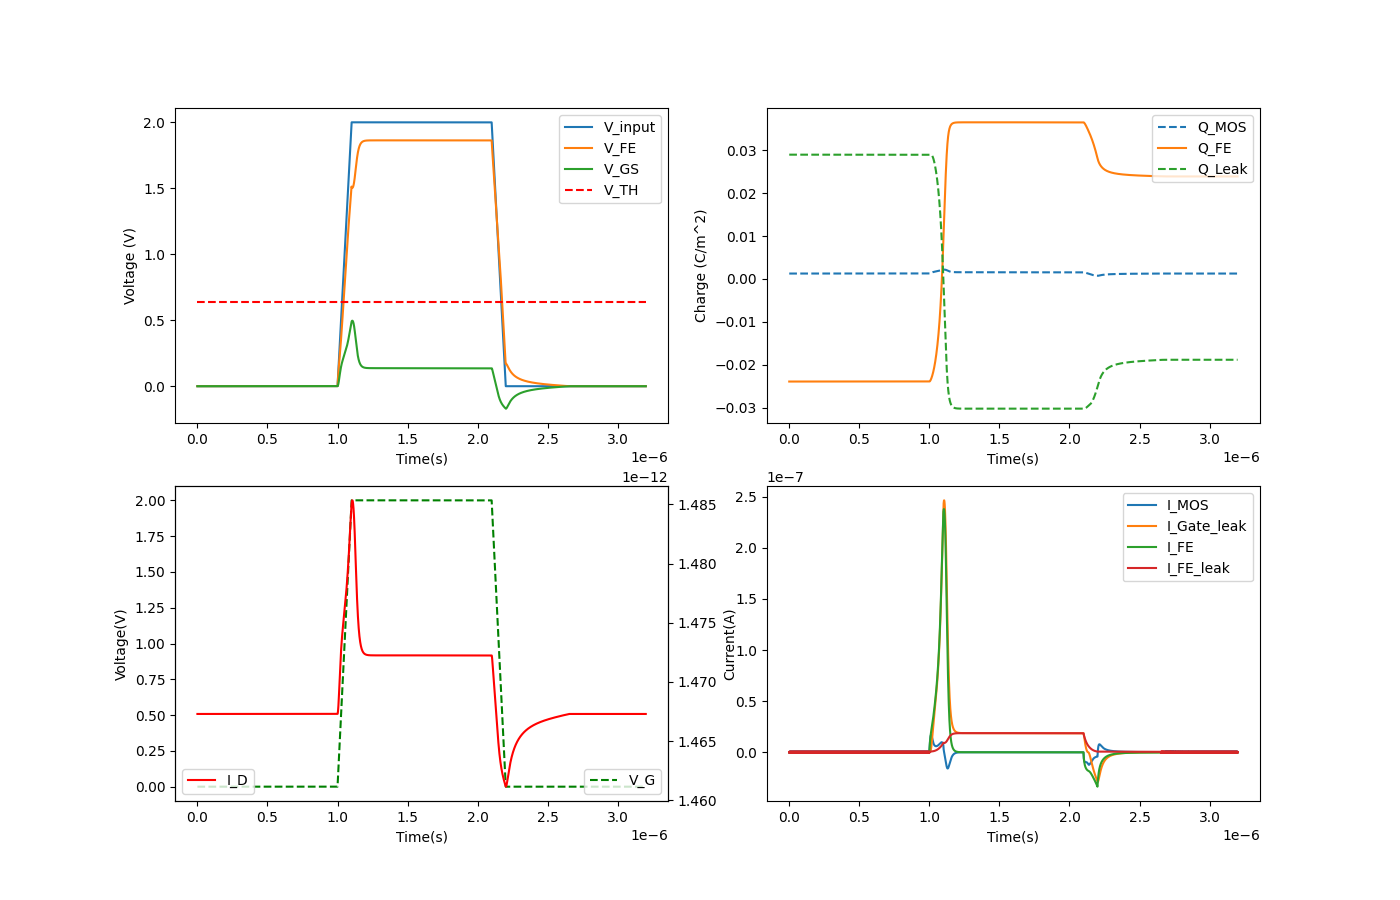 2.0
1.5
1.0
0.5
0.0
Voltage (V)
V_input
V_FE
V_GS
V_TH
0.0 0.5 1.0 1.5 2.0 2.5 3.0
Time(s)
1e−6
0.03
0.02
0.01
0.00
−0.01
−0.02
−0.03
Charge (C/m^2)
Q_MOS
Q_FE
Q_Leak
0.0 0.5 1.0 1.5 2.0 2.5 3.0
Time(s)
1e−6
1e−12
2.00
1.75
1.50
1.25
1.00
0.75
0.50
0.25
0.00
Voltage(V)
I_D
V_G
1.485
1.480
1.475
1.470
1.465
1.460
0.0 0.5 1.0 1.5 2.0 2.5 3.0
Time(s)
1e−6
1e−7
2.5
2.0
1.5
1.0
0.5
0.0
Current(A)
I_MOS
I_Gate_leak
I_FE
I_FE_leak
0.0 0.5 1.0 1.5 2.0 2.5 3.0
Time(s)
1e−6